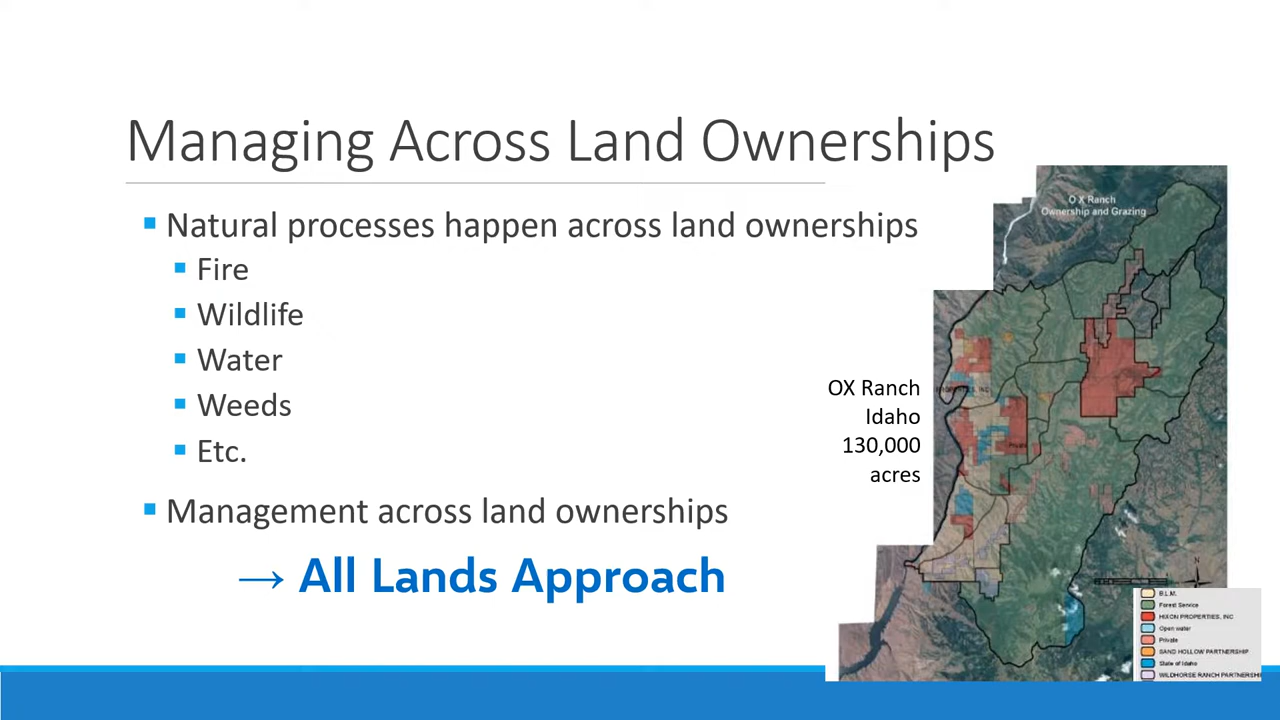 Managing Across Land Ownerships
Natural processes happen across land ownerships
Fire
Wildlife
Water
Weeds
Etc.
Management across land ownerships
→ All Lands Approach
OX Ranch
Idaho
130,000
acres
O X Ranch
Ownership and Grazing
Private
N
B.L.M.
Forest Service
HIXON PROPERTIES, INC
Open water
Private
SAND HOLLOW PARTNERSHIP
State of Idaho
WILDHORSE RANCH PARTNERSHI